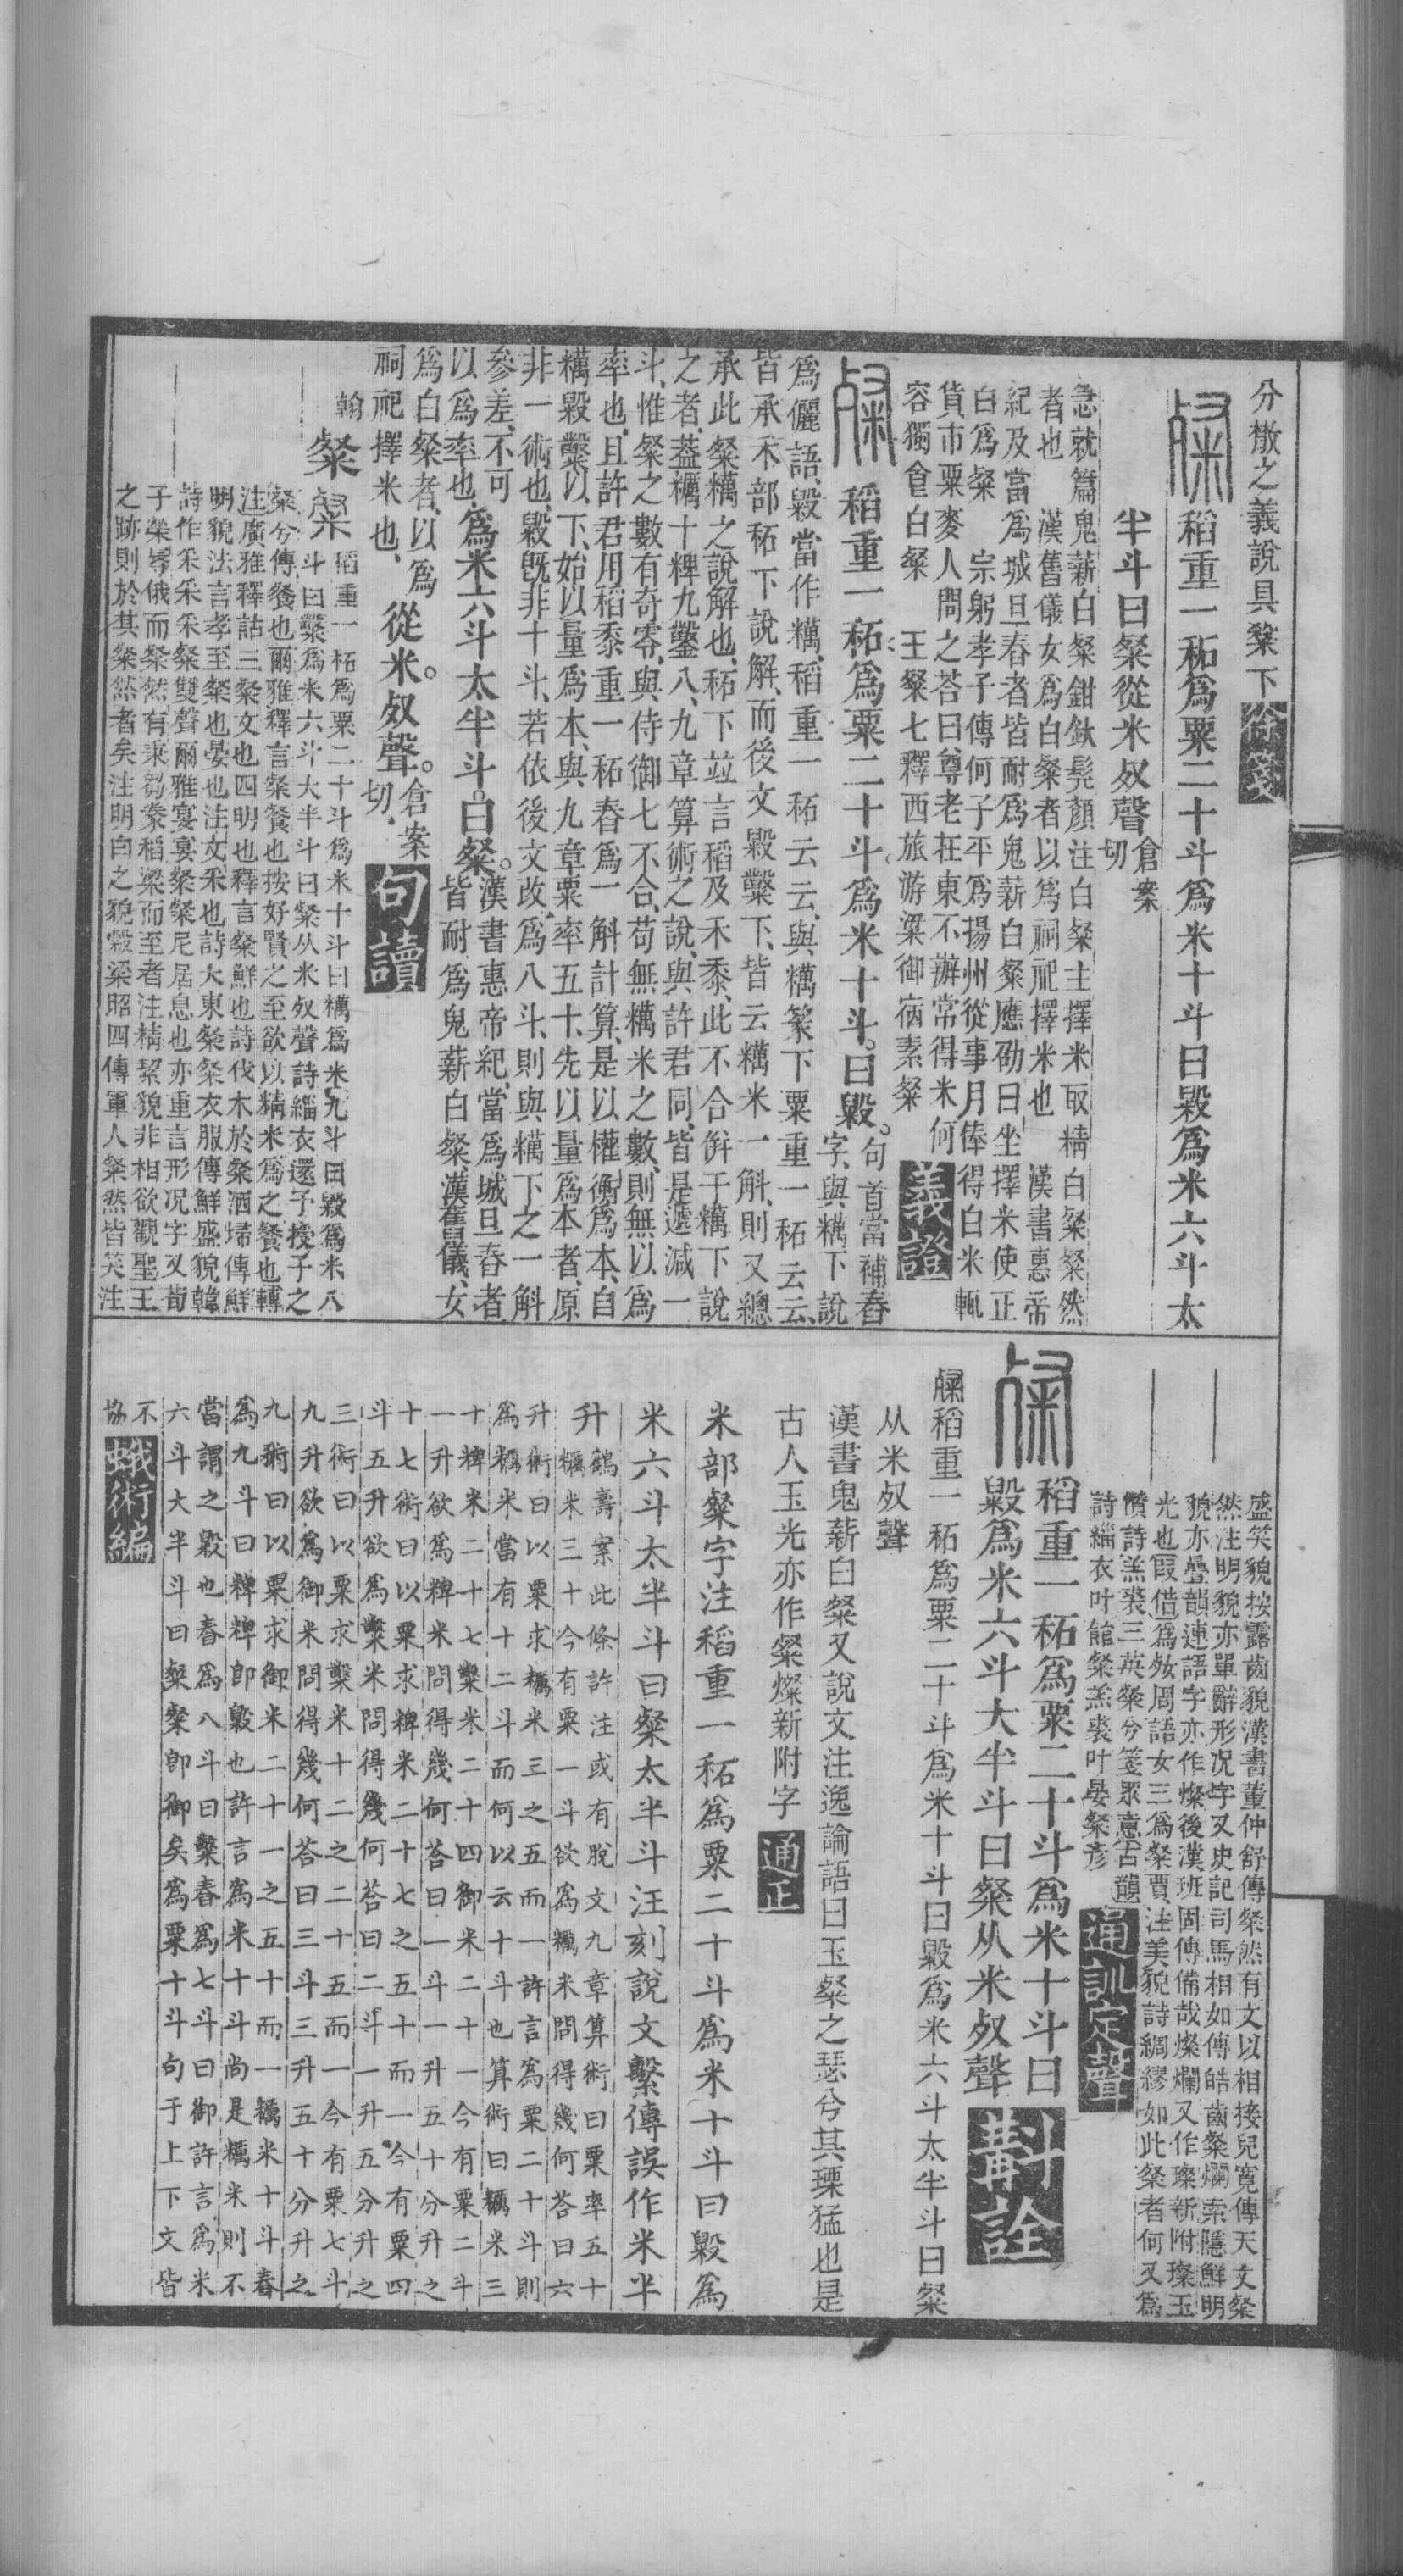 分㪚之義說具䊝下徐箋
稻重一䄷爲粟二十斗爲米十斗曰毇爲米六斗太
半斗曰粲從米㕡聲倉案切
急就篇鬼薪白粲鉗釱髡顏注白粲主擇米取精白粲粲然
者也　漢舊儀女爲白粲者以爲祠祀擇米也　漢書惠帝
紀及當爲城旦舂者皆耐爲鬼薪白粲應劭曰坐擇米使正
白爲粲　宗躬孝子傳何子平爲揚州從事月俸得白米輒
貨市粟麥人問之荅曰尊老在東不辦常得米何
容獨食白粲　王粲七釋西旅游粱御宿素粲　義證
稻重一䄷爲粟二十斗爲米十斗曰毇。句首當補舂
字與糲下說
爲儷語毇當作糲、稻重一䄷云云、與糲篆下粟重一䄷云云、
皆承禾部䄷下說解、而後文毇糳下、皆云糲米一斛、則又總
承此粲糲之說解也、䄷下竝言稻及禾黍、此不合倂于糲下說
之者、葢糲十粺九鑿八、九章算術之說、與許君同、皆是遞減一
斗、惟粲之數有奇零、與侍御七不合、苟無糲米之數、則無以爲
率也、且許君用稻黍重一䄷舂爲一斛計算、是以權衡爲本、自
糲毇糳以下、始以量爲本、與九章粟率五十、先以量爲本者、原
非一術也、毇旣非十斗、若依後文改、爲八斗、則與糲下之一斛
參差、不可
以爲率也、爲米六斗太半斗。曰粲。漢書惠帝紀、當爲城旦舂者
皆耐爲鬼薪白粲、漢舊儀、女
爲白粲者、以爲
祠祀擇米也、從米。㕡聲。倉案切、句讀
翰　粲
稻重一䄷爲粟二十斗爲米十斗曰糲爲米九斗曰毇爲米八
斗曰糳爲米六斗大半斗曰粲从米㕡聲詩緇衣還予授子之
粲兮傳餐也爾雅釋言粲餐也按好賢之至欲以精米爲之餐也轉
注廣雅釋詁三粲文也四明也釋言粲鮮也詩伐木於粲洒埽傳鮮
明貌法言孝至粲也晏也注文采也詩大東粲粲衣服傳鮮盛貌韓
詩作采采采粲雙聲爾雅宴宴粲粲尼居息也亦重言形况字又荀
子榮辱俄而粲然有秉芻豢稻粱而至者注精絜貌非相欲觀聖王
之跡則於其粲然者矣注明白之貌穀梁昭四傳軍人粲然皆笑注
盛笑貌按露齒貌漢書董仲舒傳粲然有文以相接兒寬傳天文粲
然注明貌亦單辭形况字又史記司馬相如傳皓齒粲爛索隱鮮明
貌亦曡韻連語字亦作燦後漢班固傳備哉燦爛又作璨新附璨玉
光也叚借爲㛑周語女三爲粲賈注美貌詩綢繆如此粲者何又爲
儹詩羔裘三英粲兮箋衆意古韻
詩緇衣叶館粲羔裘叶晏粲彥　通訓定聲
稻重一䄷爲粟二十斗爲米十斗曰
毇爲米六斗大半斗曰粲从米㕡聲　斠詮
稻重一䄷爲粟二十斗爲米十斗曰毇爲米六斗太半斗曰粲
从米㕡聲
漢書鬼薪白粲又說文注逸論語曰玉粲之瑟兮其瑮猛也是
古人玉光亦作粲燦新附字　通正
米部粲字注稻重一䄷爲粟二十斗爲米十斗曰毇爲
米六斗太半斗曰粲太半斗汪刻說文繫傳誤作米半
升鶴壽案此條許注或有脫文九章算術曰粟率五十
糲米三十今有粟一斗欲爲糲米問得幾何荅曰六
升術曰以粟求糲米三之五而一許言爲粟二十斗則
爲糲米當有十二斗而何以云十斗也算術曰糲米三
十粺米二十七糳米二十四御米二十一今有粟二斗
一升欲爲粺米問得幾何荅曰一斗一升五十分升之
十七術曰以粟求粺米二十七之五十而一今有粟四
斗五升欲爲糳米問得幾何荅曰二斗一升五分升之
三術曰以粟求糳米十二之二十五而一今有粟七斗
九升欲爲御米問得幾何荅曰三斗三升五十分升之
九術曰以粟求御米二十一之五十而一糲米十斗舂
爲九斗曰粺粺卽毇也許言爲米十斗尚是糲米則不
當謂之毇也舂爲八斗曰糳舂爲七斗曰御許言爲米
六斗大半斗曰粲粲卽御矣爲粟十斗句于上下文皆
不
協　蛾術編